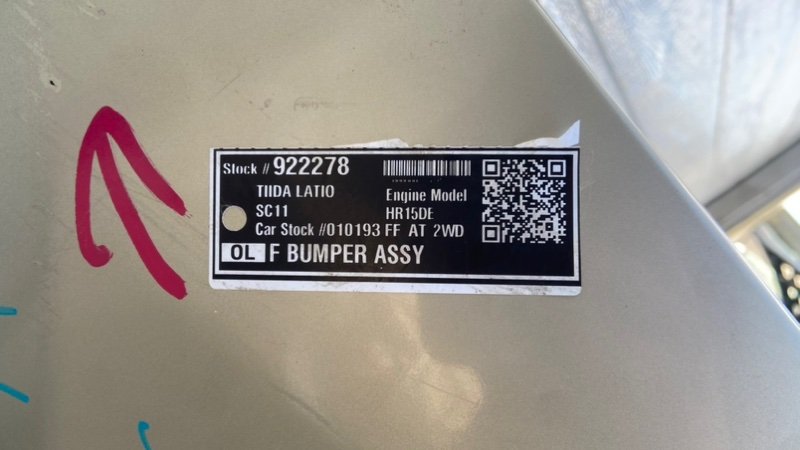 Stock # 922278
TIIDA LATIO
Engine Model
SC11
HR15DE
Car Stock #010193 FF AT 2WD
OL F BUMPER ASSY